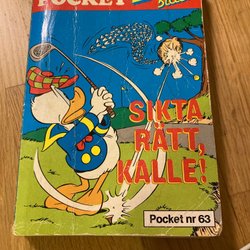 POCKET
SIKTA
RÄTT,
KALLE!
Pocket nr 63